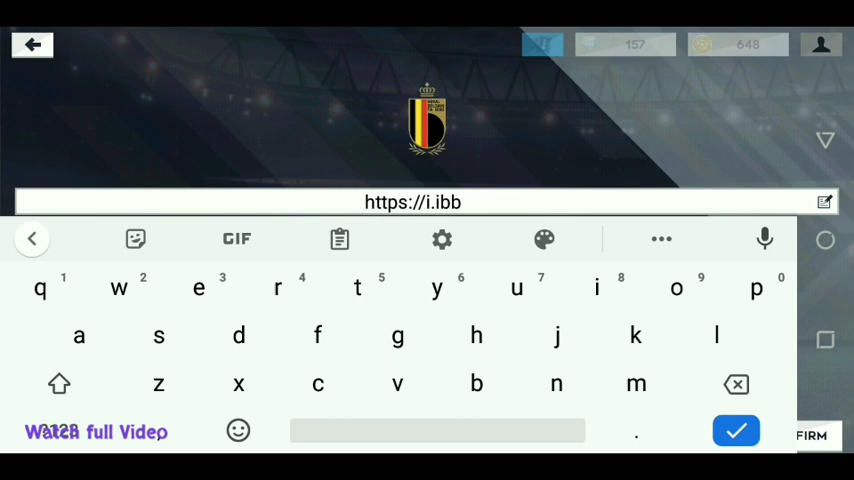 157
648
https://i.ibb
GIF
q 1 w 2 e 3 r 4 t 5 y 6 u 7 i 8 o 9 p 0
a s d f g h j k l
z x c v b n m
?123 , .
Watch full Video
FIRM